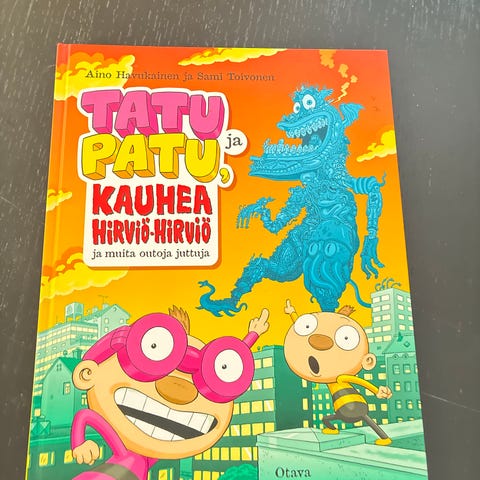 Aino Havukainen ja Sami Toivonen
TATU
ja
PATU,
KAUHEA
HIRVIÖ-HIRVIÖ
ja muita outoja juttuja
Otava